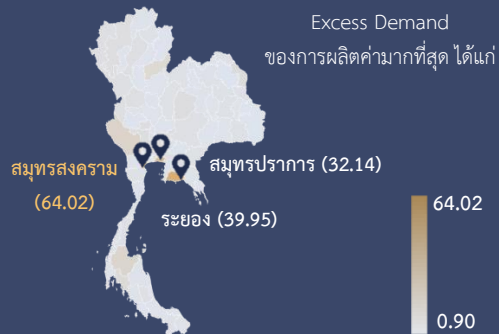 Excess Demand
ของการผลิตค่ามากที่สุด ได้แก่
สมุทรสงคราม
(64.02)
สมุทรปราการ (32.14)
ระยอง (39.95)
64.02
0.90